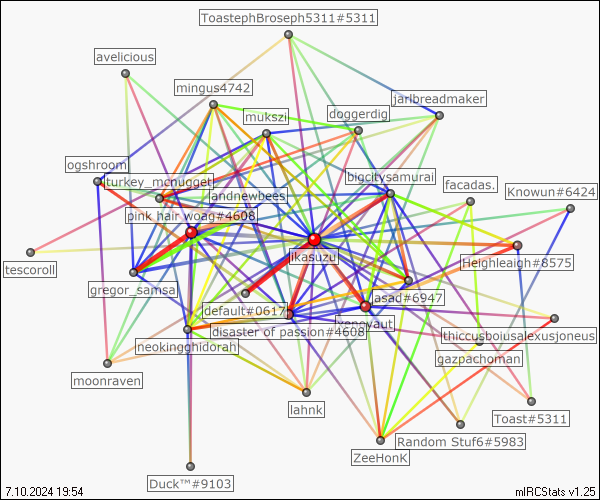 ToastephBroseph5311#5311
avelicious
mingus4742
jarlbreadmaker
mukszi
doggerdig
ogshroom
bigcitysamurai
turkey_mcnugget
facadas.
landnewbees
Knowun#6424
pink hair woag#4608
ikasuzu
Heighleaigh#8575
tescoroll
gregor_samsa
asad#6947
default#0617
disaster of passion#4608
thiccusboiusalexusjoneus
neokingghidorah
gazpachoman
moonraven
lahnk
Toast#5311
Random Stuf6#5983
ZeeHonK
Duck™#9103
7.10.2024 19:54
mIRCStats v1.25